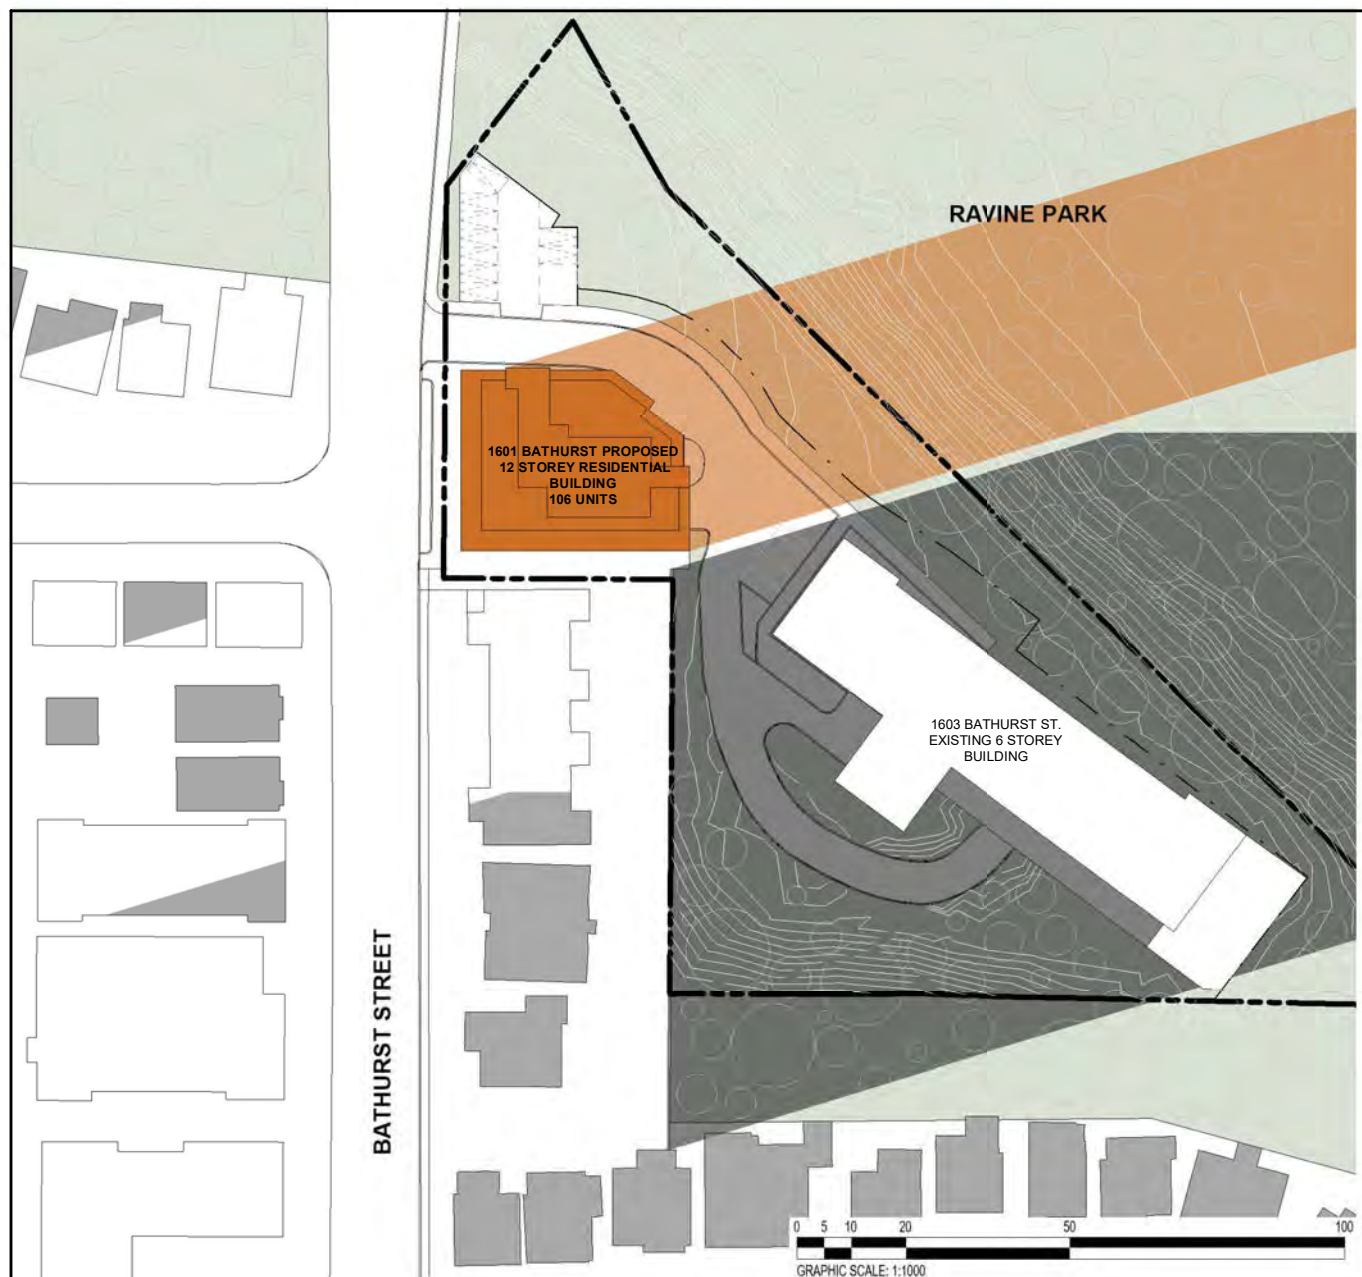 RAVINE PARK
1601 BATHURST PROPOSED
12 STOREY RESIDENTIAL
BUILDING
106 UNITS
1603 BATHURST ST.
EXISTING 6 STOREY
BUILDING
BATHURST STREET
0 5 10 20 50 100
GRAPHIC SCALE: 1:1000